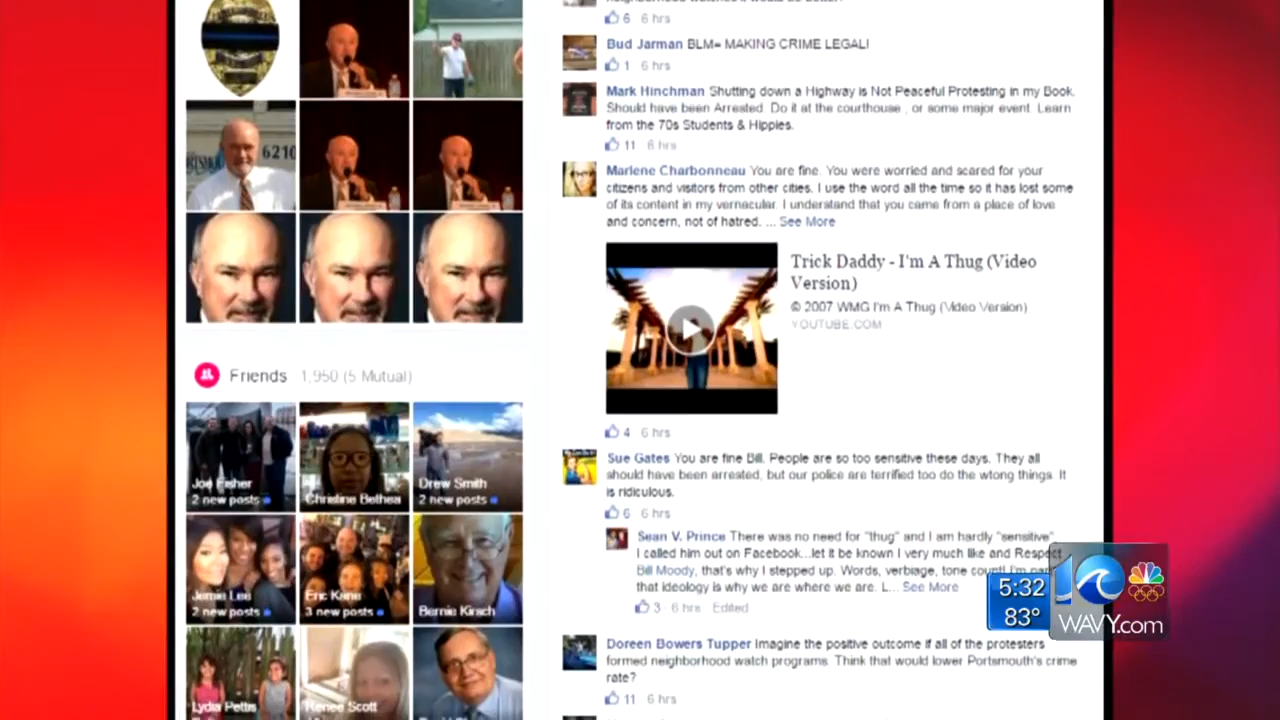 6210
Friends 1,950 (5 Mutual)
Joe Fisher
2 new posts
Christine Bethea
Drew Smith
2 new posts
Jamie Lee
2 new posts
Eric Kane
3 new posts
Bernie Kirsch
Lydia Pettis
Renee Scott
6 6 hrs
Bud Jarman BLM= MAKING CRIME LEGAL!
1 6 hrs
Mark Hinchman Shutting down a Highway is Not Peaceful Protesting in my Book.
Should have been Arrested. Do it at the courthouse , or some major event. Learn
from the 70s Students & Hippies.
11 6 hrs
Marlene Charbonneau You are fine. You were worried and scared for your
citizens and visitors from other cities. I use the word all the time so it has lost some
of its content in my vernacular. I understand that you came from a place of love
and concern, not of hatred. ... See More
Trick Daddy - I'm A Thug (Video
Version)
© 2007 WMG I'm A Thug (Video Version)
YOUTUBE.COM
4 6 hrs
Sue Gates You are fine Bill. People are so too sensitive these days. They all
should have been arrested, but our police are terrified too do the wtong things. It
is ridiculous.
6 6 hrs
Sean V. Prince There was no need for "thug" and I am hardly "sensitive".
I called him out on Facebook...let it be known I very much like and Respect
Bill Moody, that's why I stepped up. Words, verbiage, tone count! I'm
that ideology is why we are where we are. L... See More
3 6 hrs Edited
Doreen Bowers Tupper Imagine the positive outcome if all of the protesters
formed neighborhood watch programs. Think that would lower Portsmouth's crime
rate?
11 6 hrs
5:32
83°
10
WAVY.com